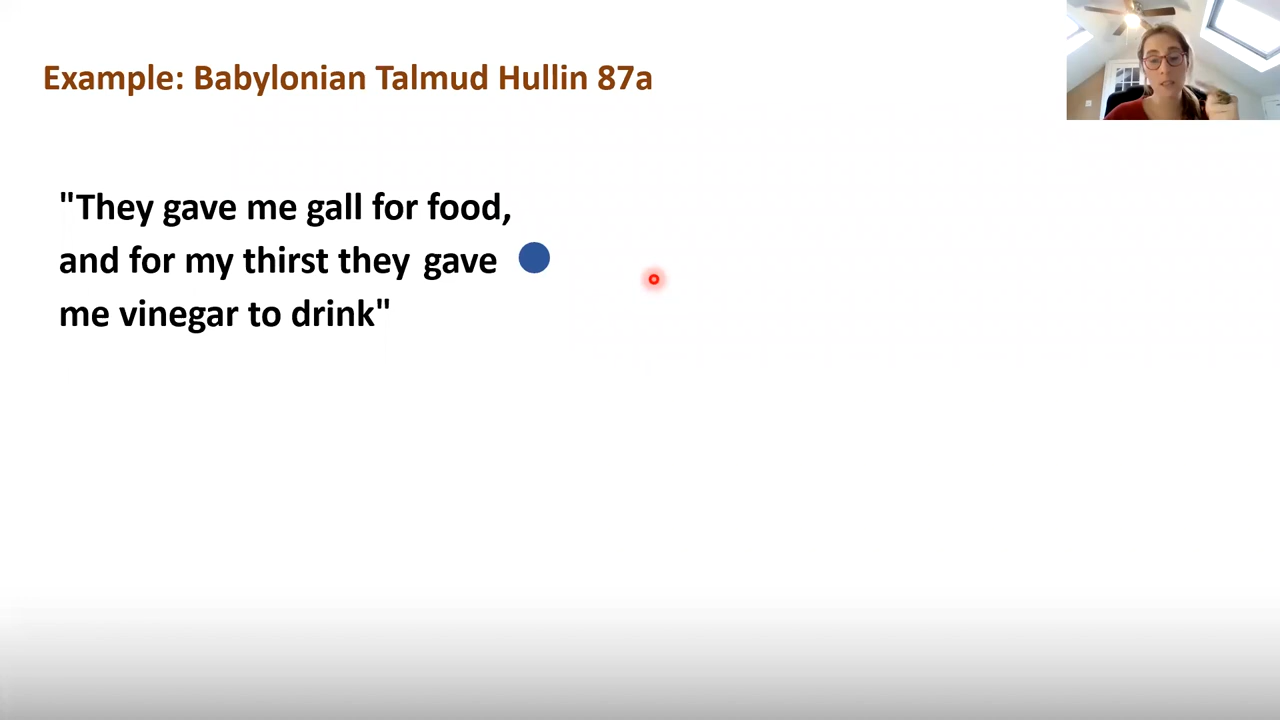 Example: Babylonian Talmud Hullin 87a
"They gave me gall for food,
and for my thirst they gave
me vinegar to drink"